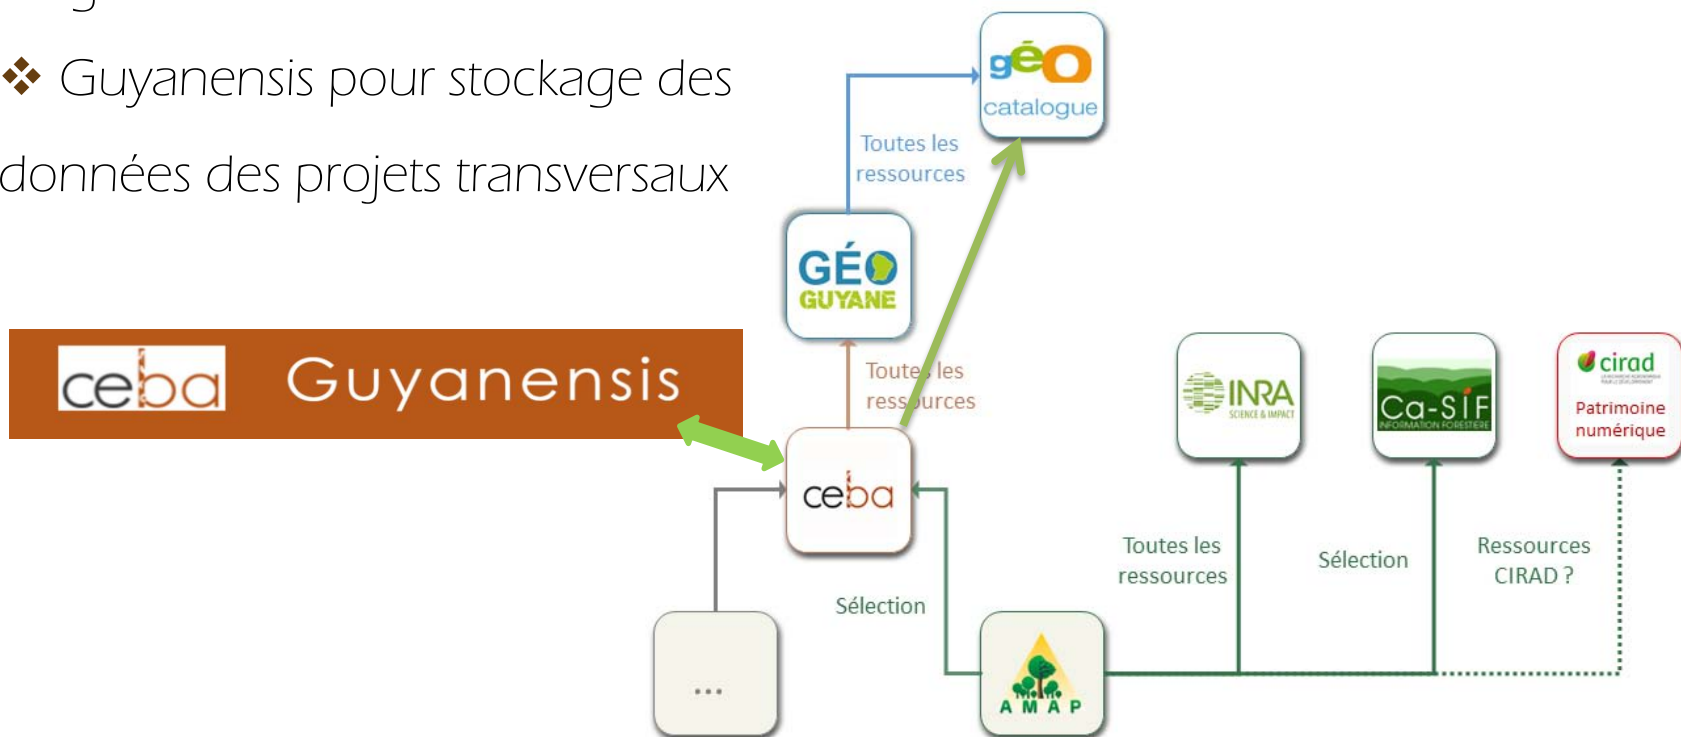 ❖ Guyanensis pour stockage des
données des projets transversaux
géo
catalogue
Toutes les
ressources
GÉO
GUYANE
ceba Guyanensis
Toutes les
ressources
ceba
INRA
SCIENCE & IMPACT
Ca-SIF
INFORMATION FORESTIERE
cirad
Patrimoine
numérique
Toutes les
ressources
Sélection
Ressources
CIRAD ?
Sélection
...
AMAP